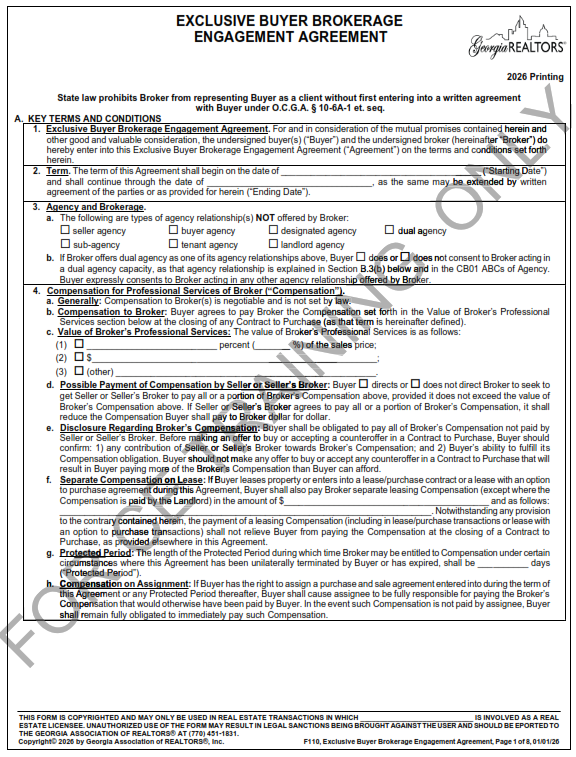 EXCLUSIVE BUYER BROKERAGE
ENGAGEMENT AGREEMENT
Georgia REALTORS®
2026 Printing
State law prohibits Broker from representing Buyer as a client without first entering into a written agreement
with Buyer under O.C.G.A. § 10-6A-1 et. seq.
A. KEY TERMS AND CONDITIONS
1. Exclusive Buyer Brokerage Engagement Agreement. For and in consideration of the mutual promises contained herein and
other good and valuable consideration, the undersigned buyer(s) ("Buyer") and the undersigned broker (hereinafter "Broker") do
hereby enter into this Exclusive Buyer Brokerage Engagement Agreement ("Agreement") on the terms and conditions set forth
herein.
2. Term. The term of this Agreement shall begin on the date of ____________ ("Starting Date")
and shall continue through the date of ____________, as the same may be extended by written
agreement of the parties or as provided for herein ("Ending Date").
3. Agency and Brokerage.
a. The following are types of agency relationship(s) NOT offered by Broker:
☐ seller agency ☐ buyer agency ☐ designated agency ☐ dual agency
☐ sub-agency ☐ tenant agency ☐ landlord agency
b. If Broker offers dual agency as one of its agency relationships above, Buyer ☐ does or ☐ does not consent to Broker acting in
a dual agency capacity, as that agency relationship is explained in Section B.3(b) below and in the CB01 ABCs of Agency.
Buyer expressly consents to Broker acting in any other agency relationship offered by Broker.
4. Compensation for Professional Services of Broker ("Compensation").
a. Generally: Compensation to Broker(s) is negotiable and is not set by law.
b. Compensation to Broker: Buyer agrees to pay Broker the Compensation set forth in the Value of Broker's Professional
Services section below at the closing of any Contract to Purchase (as that term is hereinafter defined).
c. Value of Broker's Professional Services: The value of Broker's Professional Services is as follows:
(1) ☐ ____________ percent (______ %) of the sales price;
(2) ☐ $____________;
(3) ☐ (other) ____________
d. Possible Payment of Compensation by Seller or Seller's Broker: Buyer ☐ directs or ☐ does not direct Broker to seek to
get Seller or Seller's Broker to pay all or a portion of Broker's Compensation above, provided it does not exceed the value of
Broker's Compensation above. If Seller or Seller's Broker agrees to pay all or a portion of Broker's Compensation, it shall
reduce the Compensation Buyer shall pay to Broker dollar for dollar.
e. Disclosure Regarding Broker's Compensation: Buyer shall be obligated to pay all of Broker's Compensation not paid by
Seller or Seller's Broker. Before making an offer to buy or accepting a counteroffer in a Contract to Purchase, Buyer should
confirm: 1) any contribution of Seller or Seller's Broker towards Broker's Compensation; and 2) Buyer's ability to fulfill its
Compensation obligation. Buyer should not make any offer to buy or accept any counteroffer in a Contract to Purchase that will
result in Buyer paying more of the Broker's Compensation than Buyer can afford.
f. Separate Compensation on Lease: If Buyer leases property or enters into a lease/purchase contract or a lease with an option
to purchase agreement during this Agreement, Buyer shall also pay Broker separate leasing Compensation (except where the
Compensation is paid by the Landlord) in the amount of $____________ and as follows:
____________. Notwithstanding any provision
to the contrary contained herein, the payment of a leasing Compensation (including in lease/purchase transactions or lease with
an option to purchase transactions) shall not relieve Buyer from paying the Compensation at the closing of a Contract to
Purchase, as provided elsewhere in this Agreement.
g. Protected Period: The length of the Protected Period during which time Broker may be entitled to Compensation under certain
circumstances where this Agreement has been unilaterally terminated by Buyer or has expired, shall be __________ days
("Protected Period").
h. Compensation on Assignment: If Buyer has the right to assign a purchase and sale agreement entered into during the term of
this Agreement or any Protected Period thereafter, Buyer shall cause assignee to be fully responsible for paying the Broker's
Compensation that would otherwise have been paid by Buyer. In the event such Compensation is not paid by assignee, Buyer
shall remain fully obligated to immediately pay such Compensation.
FOR CE TRAINING ONLY
THIS FORM IS COPYRIGHTED AND MAY ONLY BE USED IN REAL ESTATE TRANSACTIONS IN WHICH ____________ IS INVOLVED AS A REAL
ESTATE LICENSEE. UNAUTHORIZED USE OF THE FORM MAY RESULT IN LEGAL SANCTIONS BEING BROUGHT AGAINST THE USER AND SHOULD BE REPORTED TO
THE GEORGIA ASSOCIATION OF REALTORS® AT (770) 451-1831.
Copyright© 2026 by Georgia Association of REALTORS®, Inc. F110, Exclusive Buyer Brokerage Engagement Agreement, Page 1 of 8, 01/01/26